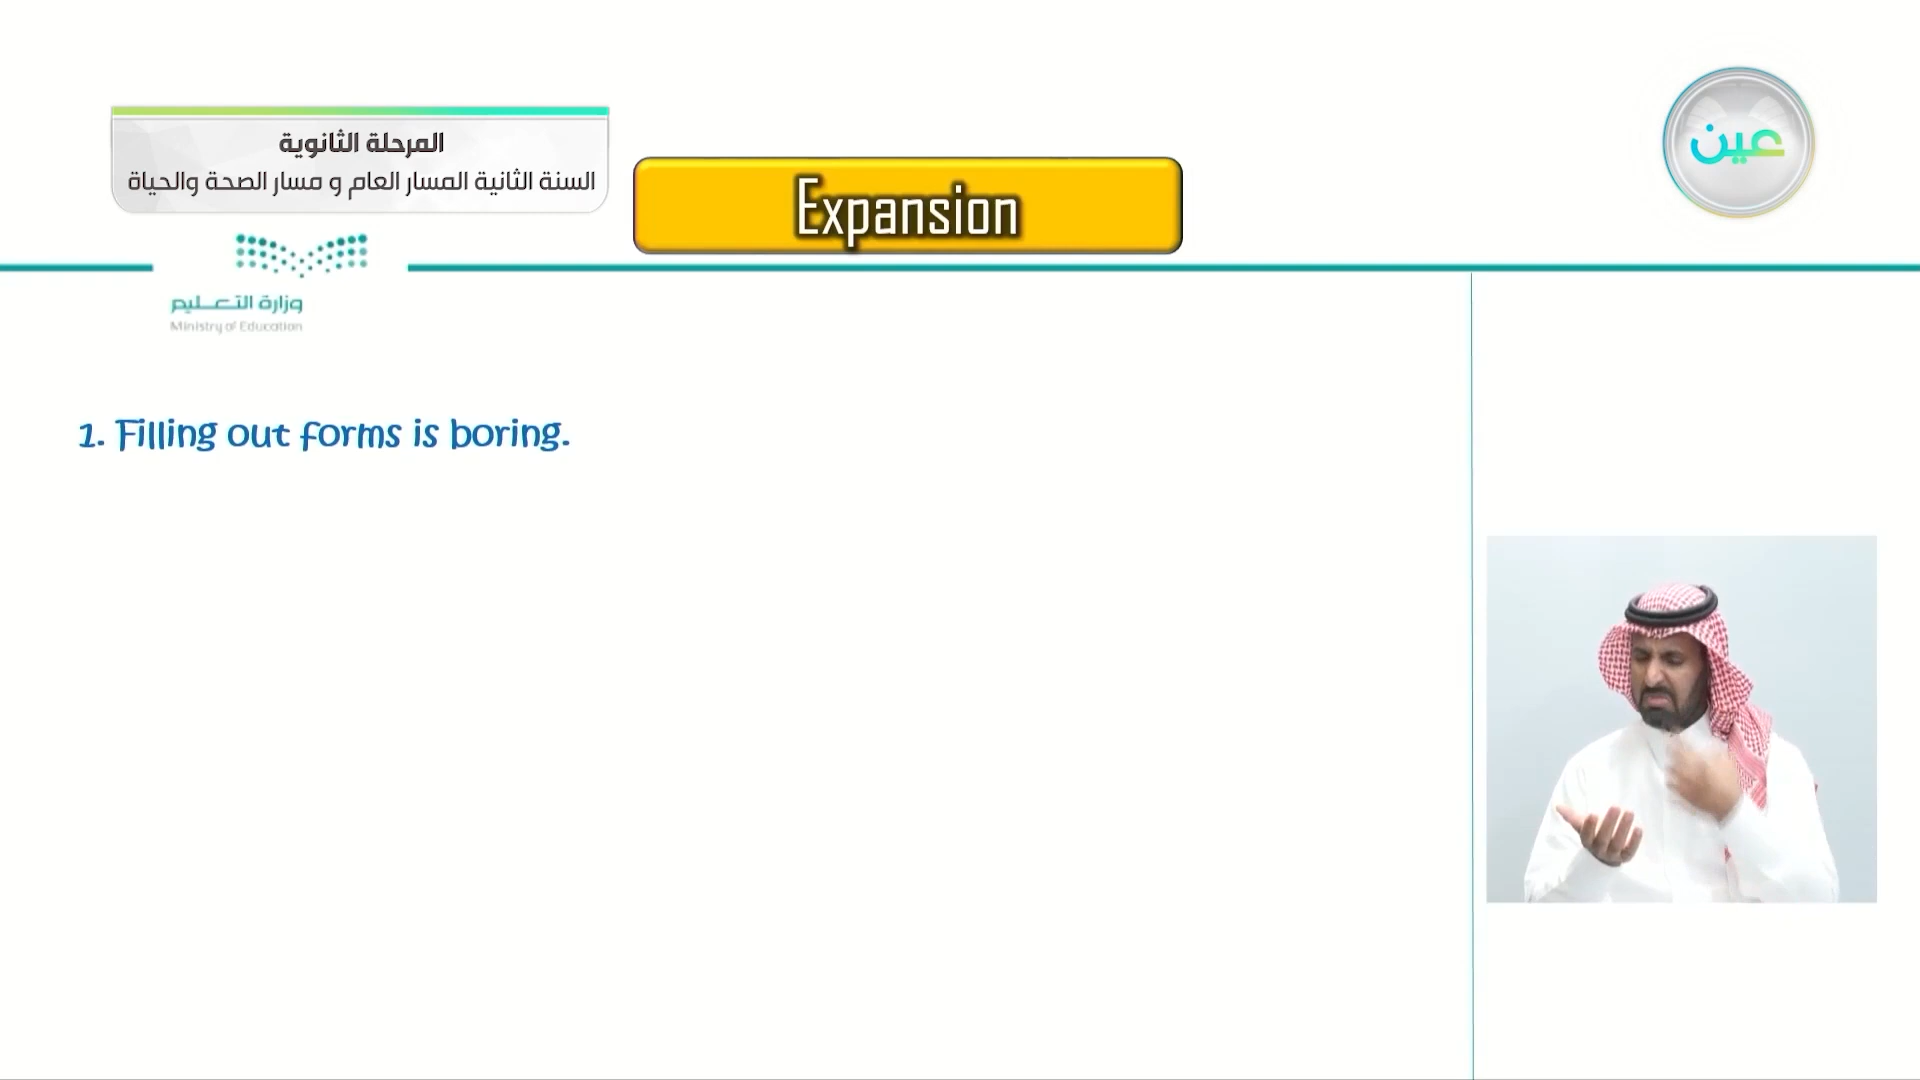 المرحلة الثانوية
السنة الثانية المسار العام و مسار الصحة والحياة
Expansion
عين
وزارة التعليم
Ministry of Education
1. Filling out forms is boring.